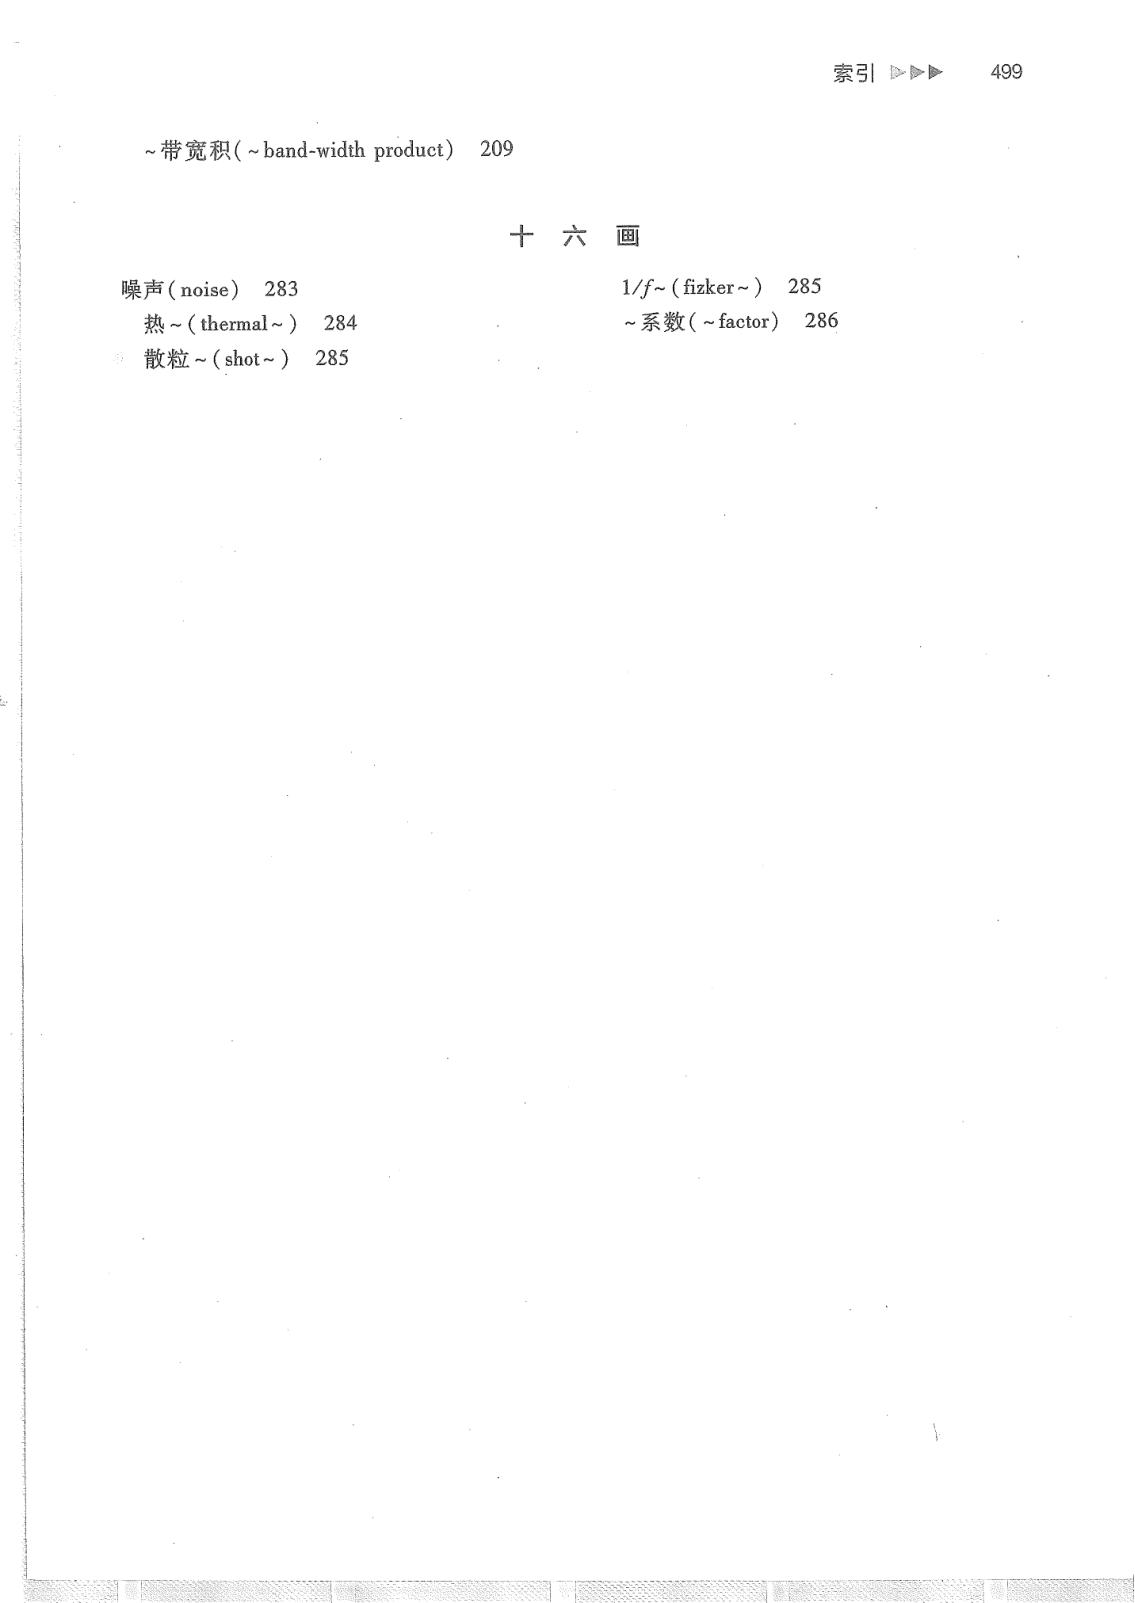 索引 ▷▶▶ 499
~带宽积(~band-width product) 209
十 六 画
噪声(noise) 283
热~(thermal~) 284
散粒~(shot~) 285
1/f~(fizker~) 285
~系数(~factor) 286